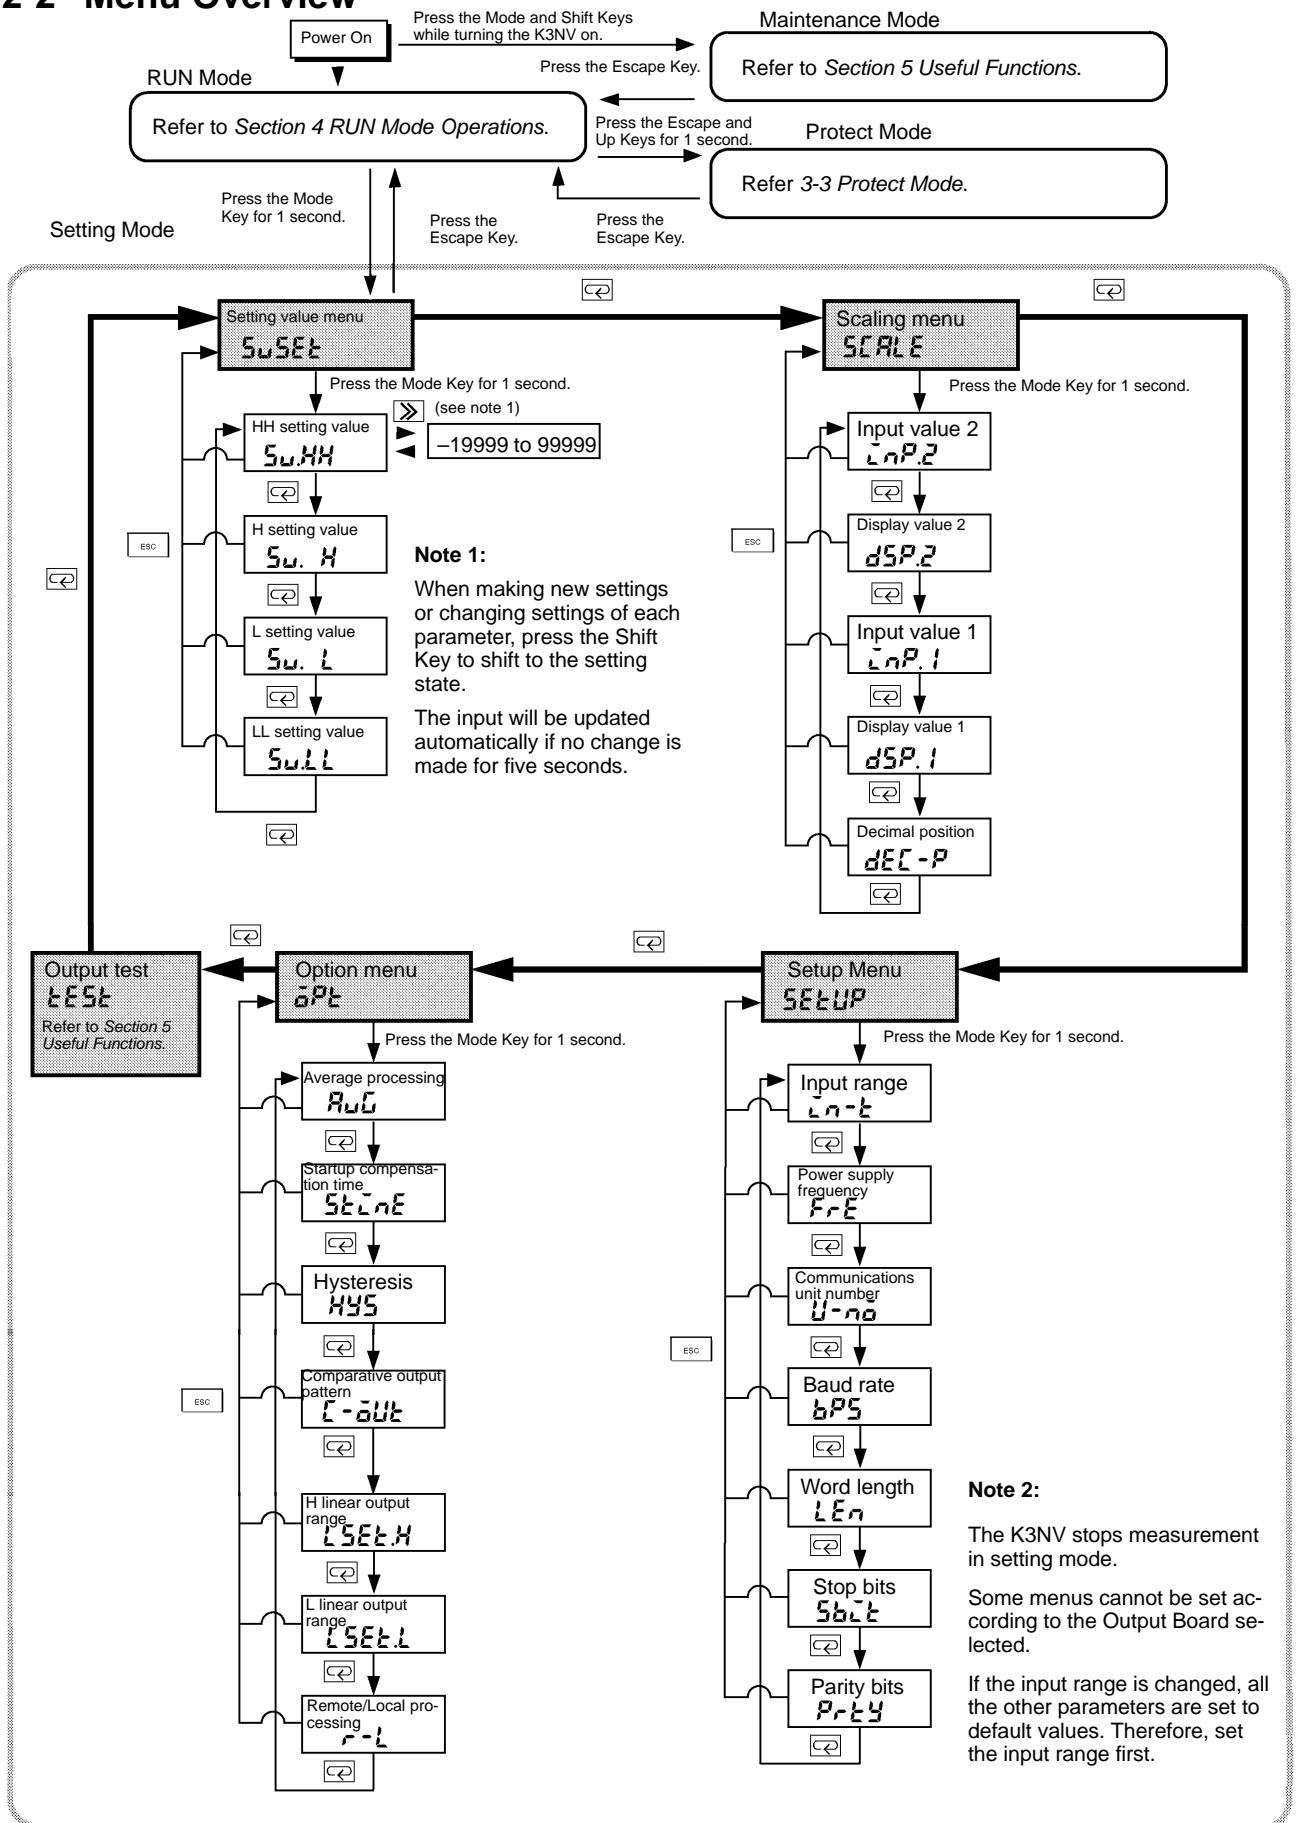 2-2 Menu Overview
Power On
Press the Mode and Shift Keys
while turning the K3NV on.
Maintenance Mode
Refer to Section 5 Useful Functions.
Press the Escape Key.
RUN Mode
Refer to Section 4 RUN Mode Operations.
Press the Escape and
Up Keys for 1 second.
Protect Mode
Refer 3-3 Protect Mode.
Press the Mode
Key for 1 second.
Press the
Escape Key.
Press the
Escape Key.
Setting Mode
Setting value menu
SvSEt
Press the Mode Key for 1 second.
HH setting value
Sv.HH
(see note 1)
–19999 to 99999
H setting value
Sv. H
L setting value
Sv. L
LL setting value
Sv.LL
ESC
Note 1:
When making new settings
or changing settings of each
parameter, press the Shift
Key to shift to the setting
state.
The input will be updated
automatically if no change is
made for five seconds.
Scaling menu
SCALE
Press the Mode Key for 1 second.
Input value 2
inP.2
Display value 2
dSP.2
Input value 1
inP.1
Display value 1
dSP.1
Decimal position
dEC-P
ESC
Output test
tESt
Refer to Section 5
Useful Functions.
Option menu
oPt
Press the Mode Key for 1 second.
Average processing
AvG
Startup compensa-
tion time
StinE
Hysteresis
HYS
Comparative output
pattern
C-oUt
H linear output
range
LSEt.H
L linear output
range
LSEt.L
Remote/Local pro-
cessing
r-L
ESC
Setup Menu
SEtUP
Press the Mode Key for 1 second.
Input range
in-t
Power supply
frequency
FrE
Communications
unit number
U-no
Baud rate
bPS
Word length
LEn
Stop bits
Sbit
Parity bits
PrtY
ESC
Note 2:
The K3NV stops measurement
in setting mode.
Some menus cannot be set ac-
cording to the Output Board se-
lected.
If the input range is changed, all
the other parameters are set to
default values. Therefore, set
the input range first.